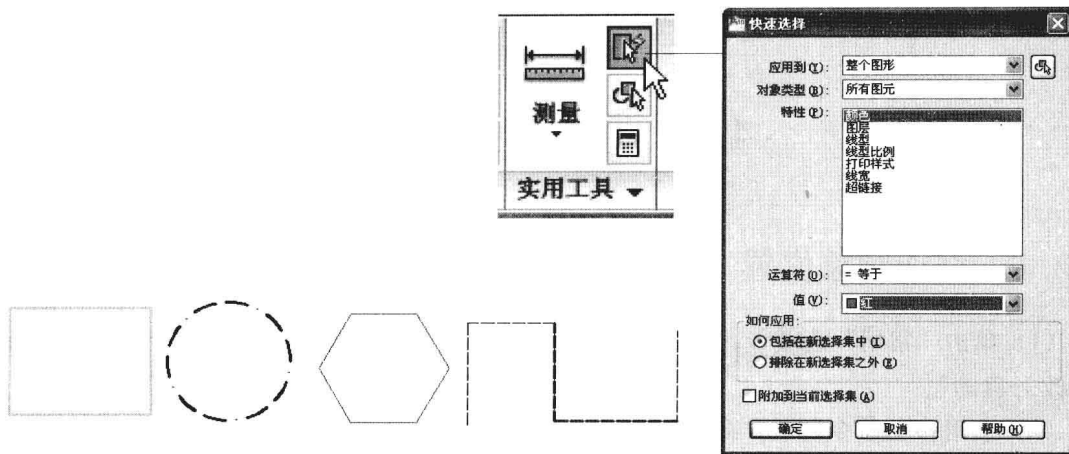 测量
实用工具
快速选择
应用到(Y): 整个图形
对象类型(B): 所有图元
特性(P): 颜色
图层
线型
线型比例
打印样式
线宽
超链接
运算符(O): = 等于
值(V): 红
如何应用:
包括在新选择集中(I)
排除在新选择集之外(E)
附加到当前选择集(A)
确定 取消 帮助(H)